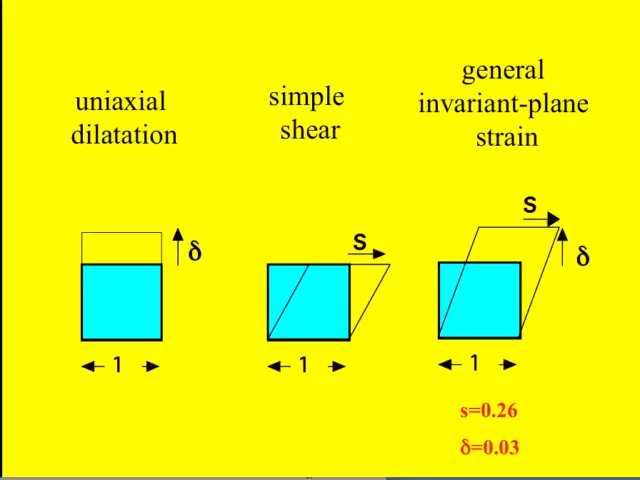 uniaxial
dilatation
simple
shear
general
invariant-plane
strain
δ
1
s
1
s
δ
1
s=0.26
δ=0.03